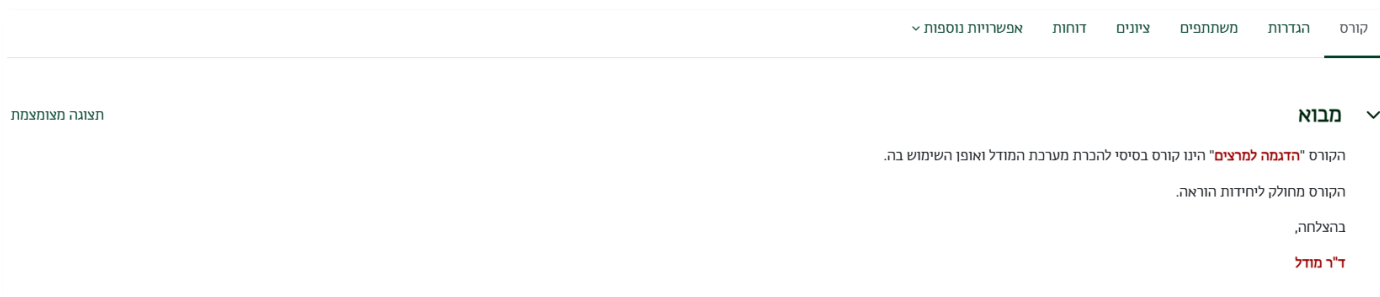 קורס הגדרות משתתפים ציונים דוחות אפשרויות נוספות
מבוא תצוגה מצומצמת
הקורס "הדגמה למרצים" הינו קורס בסיסי להכרת מערכת המודל ואופן השימוש בה.
הקורס מחולק ליחידות הוראה.
בהצלחה,
ד"ר מודל